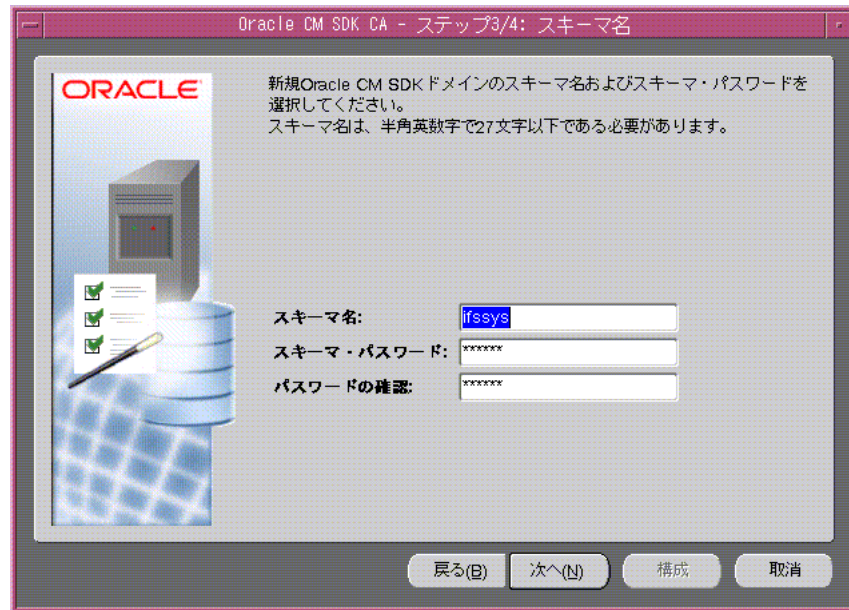 Oracle CM SDK CA - ステップ3/4: スキーマ名
ORACLE
新規Oracle CM SDKドメインのスキーマ名およびスキーマ・パスワードを
選択してください。
スキーマ名は、半角英数字で27文字以下である必要があります。
スキーマ名: ifssys
スキーマ・パスワード: ******
パスワードの確認: ******
戻る(B) 次へ(N) 構成 取消